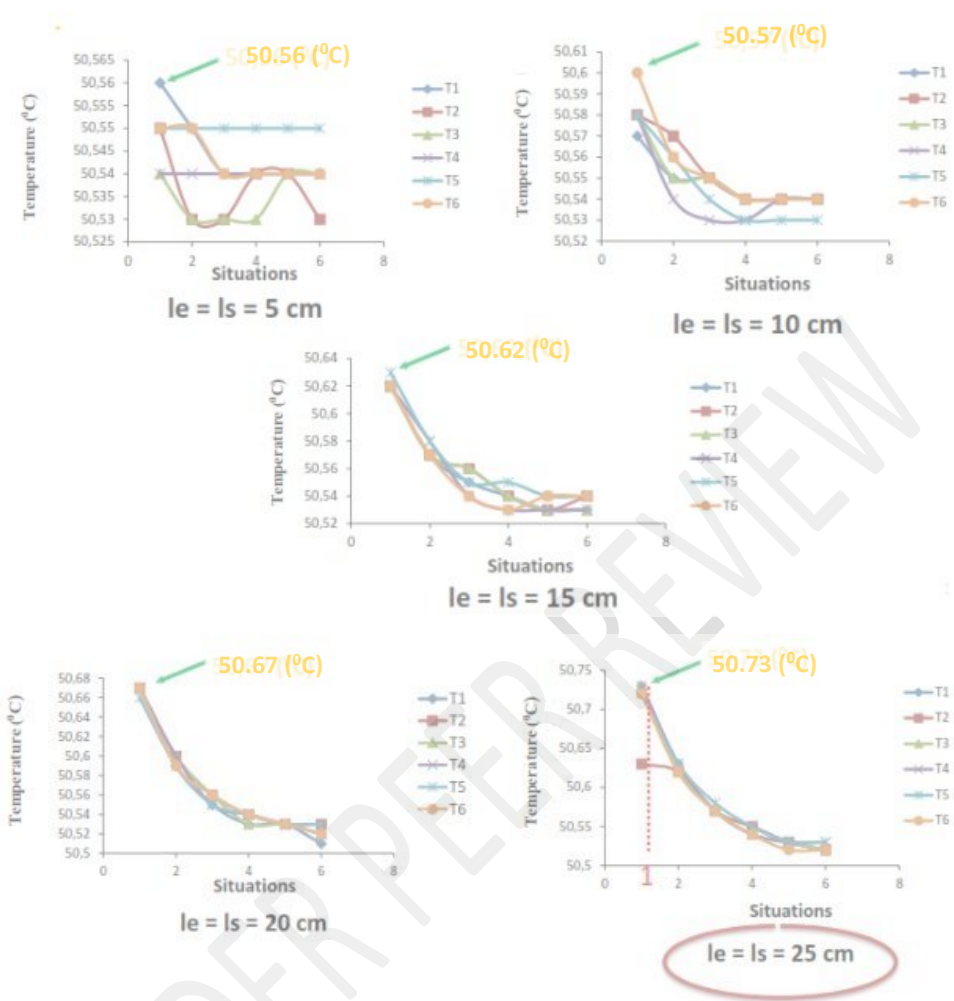 50.56 (⁰C)
Temperature (⁰C)
50,565
50,56
50,555
50,55
50,545
50,54
50,535
50,53
50,525
0
2
4
6
8
T1
T2
T3
T4
T5
T6
Situations
le = ls = 5 cm
50.57 (⁰C)
Temperature (⁰C)
50,61
50,6
50,59
50,58
50,57
50,56
50,55
50,54
50,53
50,52
0
2
4
6
8
T1
T2
T3
T4
T5
T6
Situations
le = ls = 10 cm
50.62 (⁰C)
Temperature (⁰C)
50,64
50,62
50,6
50,58
50,56
50,54
50,52
0
2
4
6
8
T1
T2
T3
T4
T5
T6
Situations
le = ls = 15 cm
50.67 (⁰C)
Temperature (⁰C)
50,68
50,66
50,64
50,62
50,6
50,58
50,56
50,54
50,52
50,5
0
2
4
6
8
T1
T2
T3
T4
T5
T6
Situations
le = ls = 20 cm
50.73 (⁰C)
Temperature (⁰C)
50,75
50,7
50,65
50,6
50,55
50,5
0
1
2
4
6
8
T1
T2
T3
T4
T5
T6
Situations
le = ls = 25 cm
DER PEER REVIEW